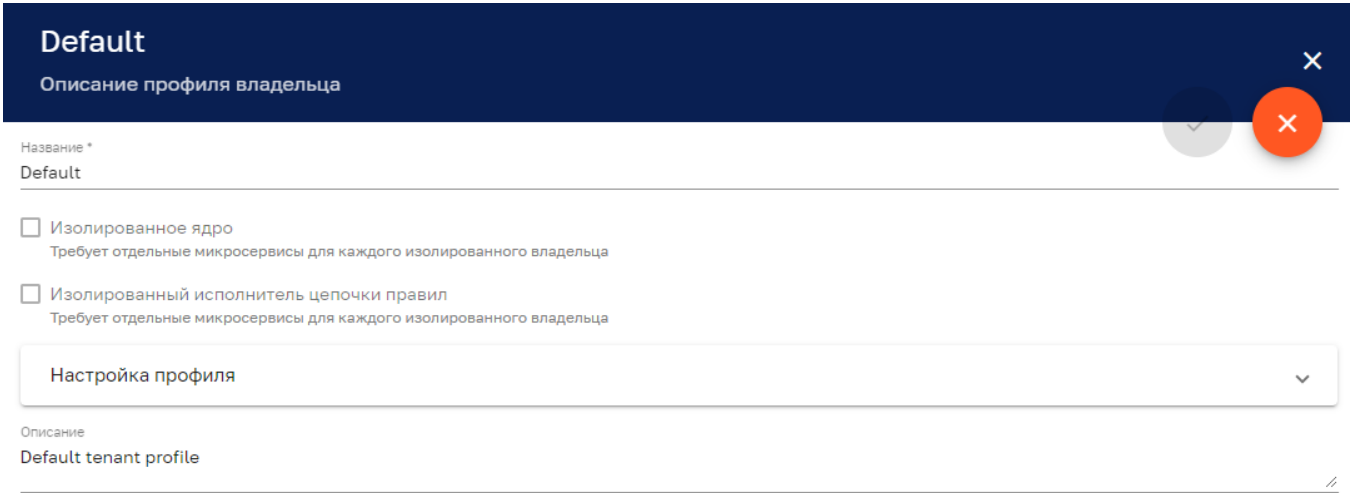 Default
Описание профиля владельца
Название *
Default
Изолированное ядро
Требует отдельные микросервисы для каждого изолированного владельца
Изолированный исполнитель цепочки правил
Требует отдельные микросервисы для каждого изолированного владельца
Настройка профиля
Описание
Default tenant profile